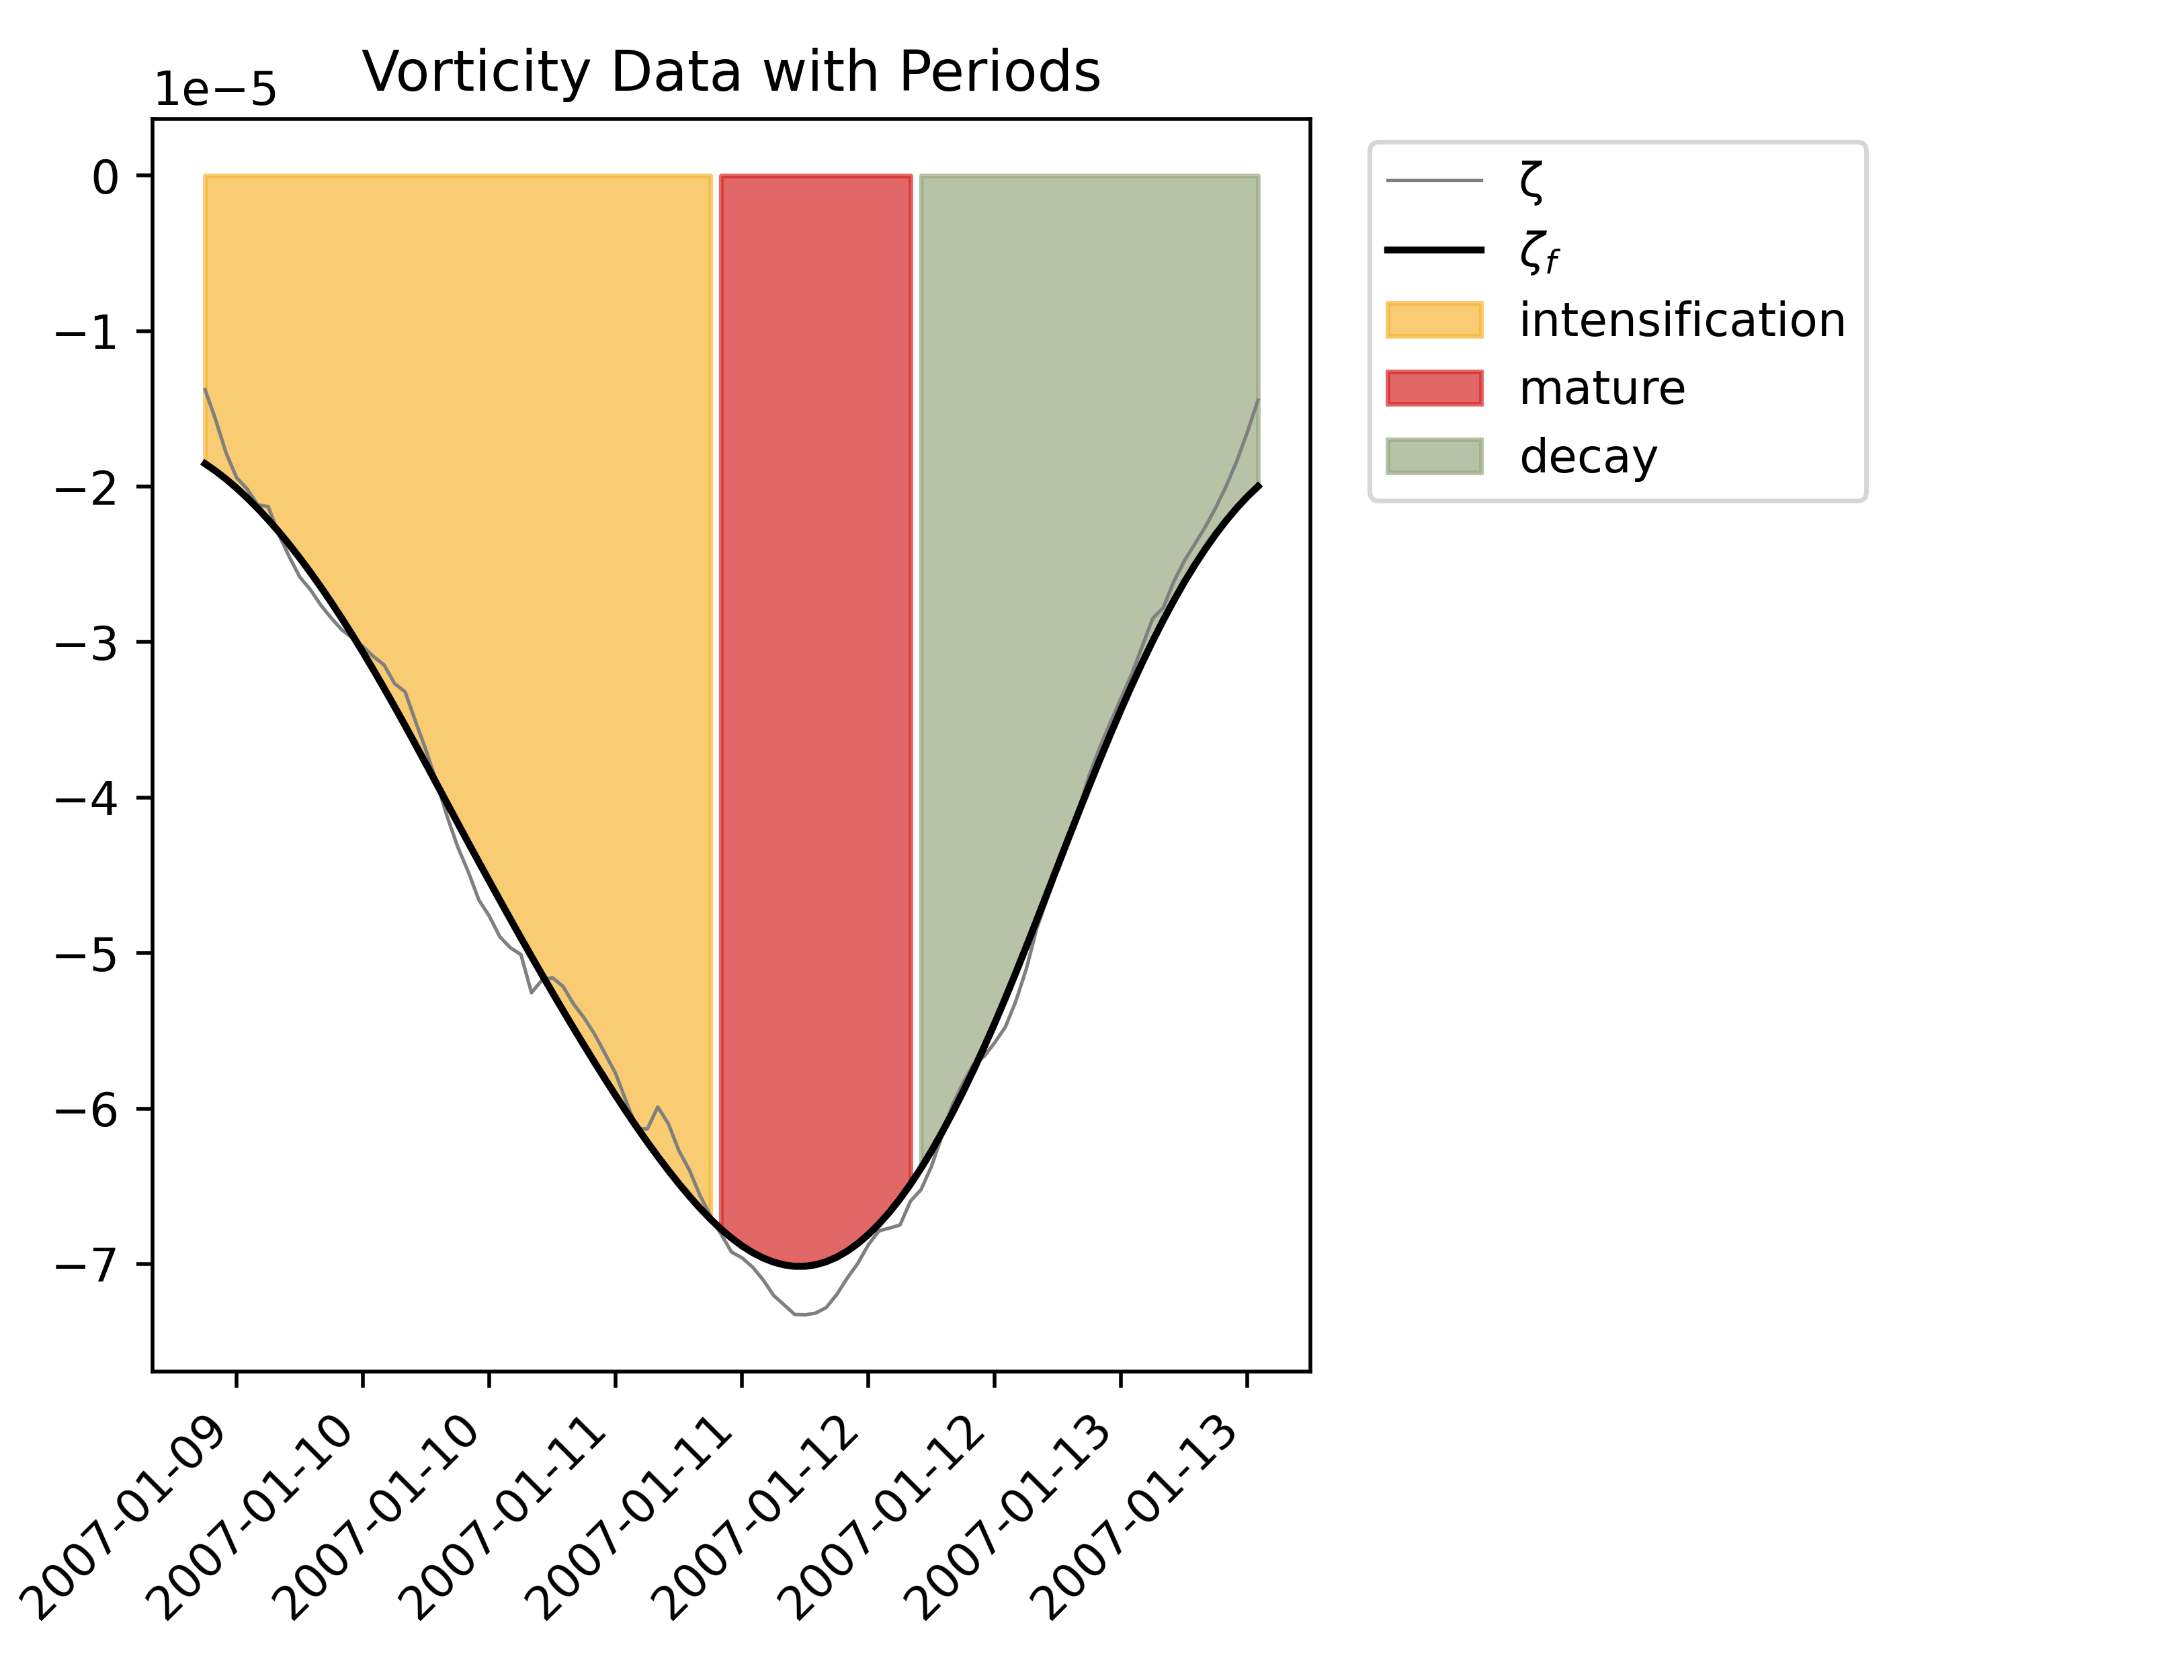 Vorticity Data with Periods
1e−5
0
−1
−2
−3
−4
−5
−6
−7
2007-01-09
2007-01-10
2007-01-10
2007-01-11
2007-01-11
2007-01-12
2007-01-12
2007-01-13
2007-01-13
ζ
ζf
intensification
mature
decay